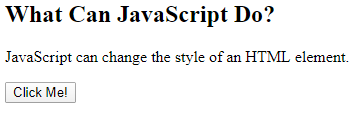 What Can JavaScript Do?
JavaScript can change the style of an HTML element.
Click Me!